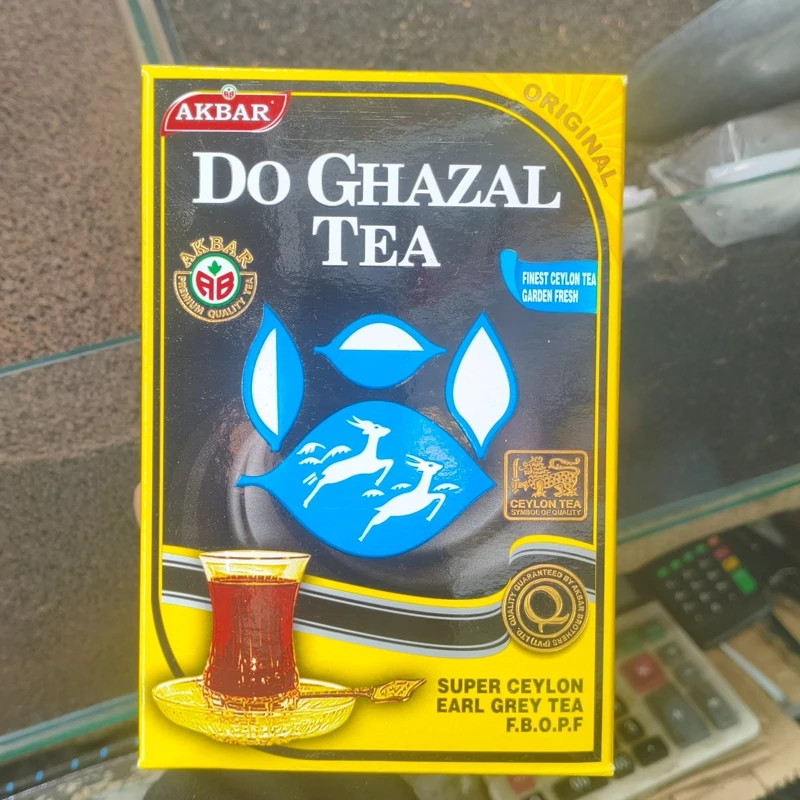 AKBAR
ORIGINAL
DO GHAZAL
TEA
AKBAR
PREMIUM QUALITY TEA
AB
FINEST CEYLON TEA
GARDEN FRESH
CEYLON TEA
SYMBOL OF QUALITY
QUALITY GUARANTEED BY AKBAR BROTHERS (PVT) LTD.
Q
SUPER CEYLON
EARL GREY TEA
F.B.O.P.F